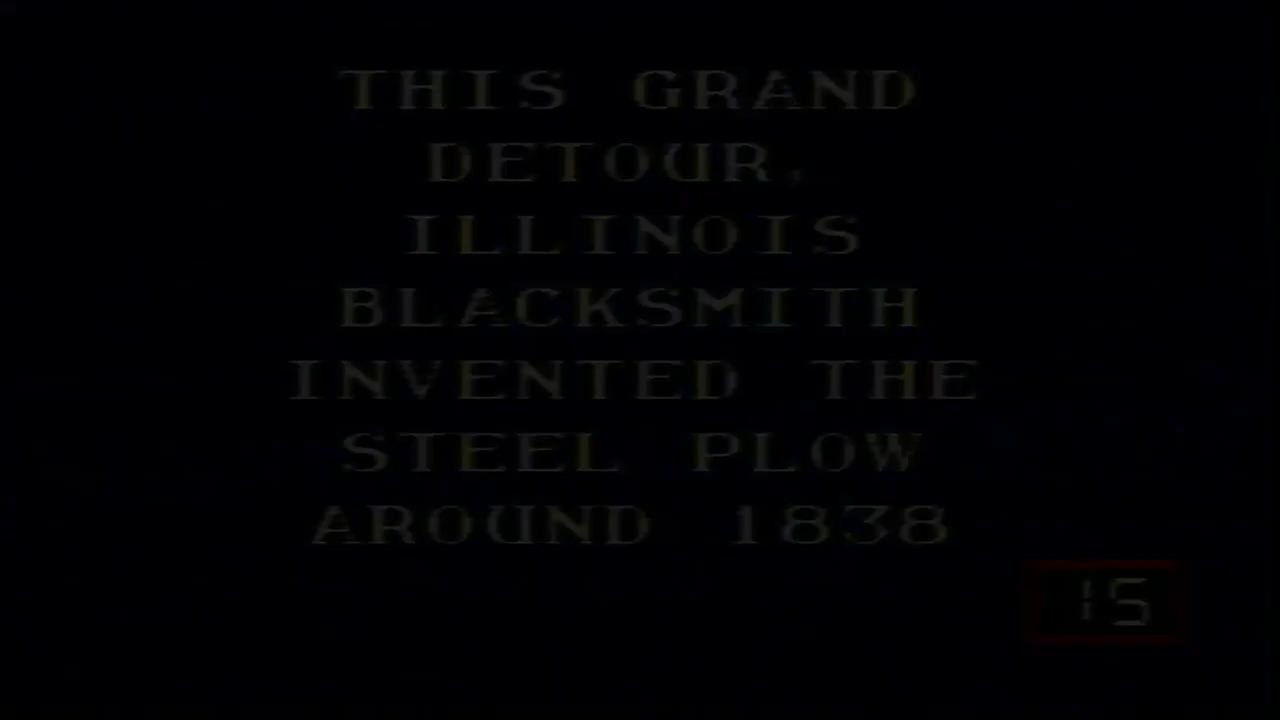 THIS GRAND
DETOUR,
ILLINOIS
BLACKSMITH
INVENTED THE
STEEL PLOW
AROUND 1838
15